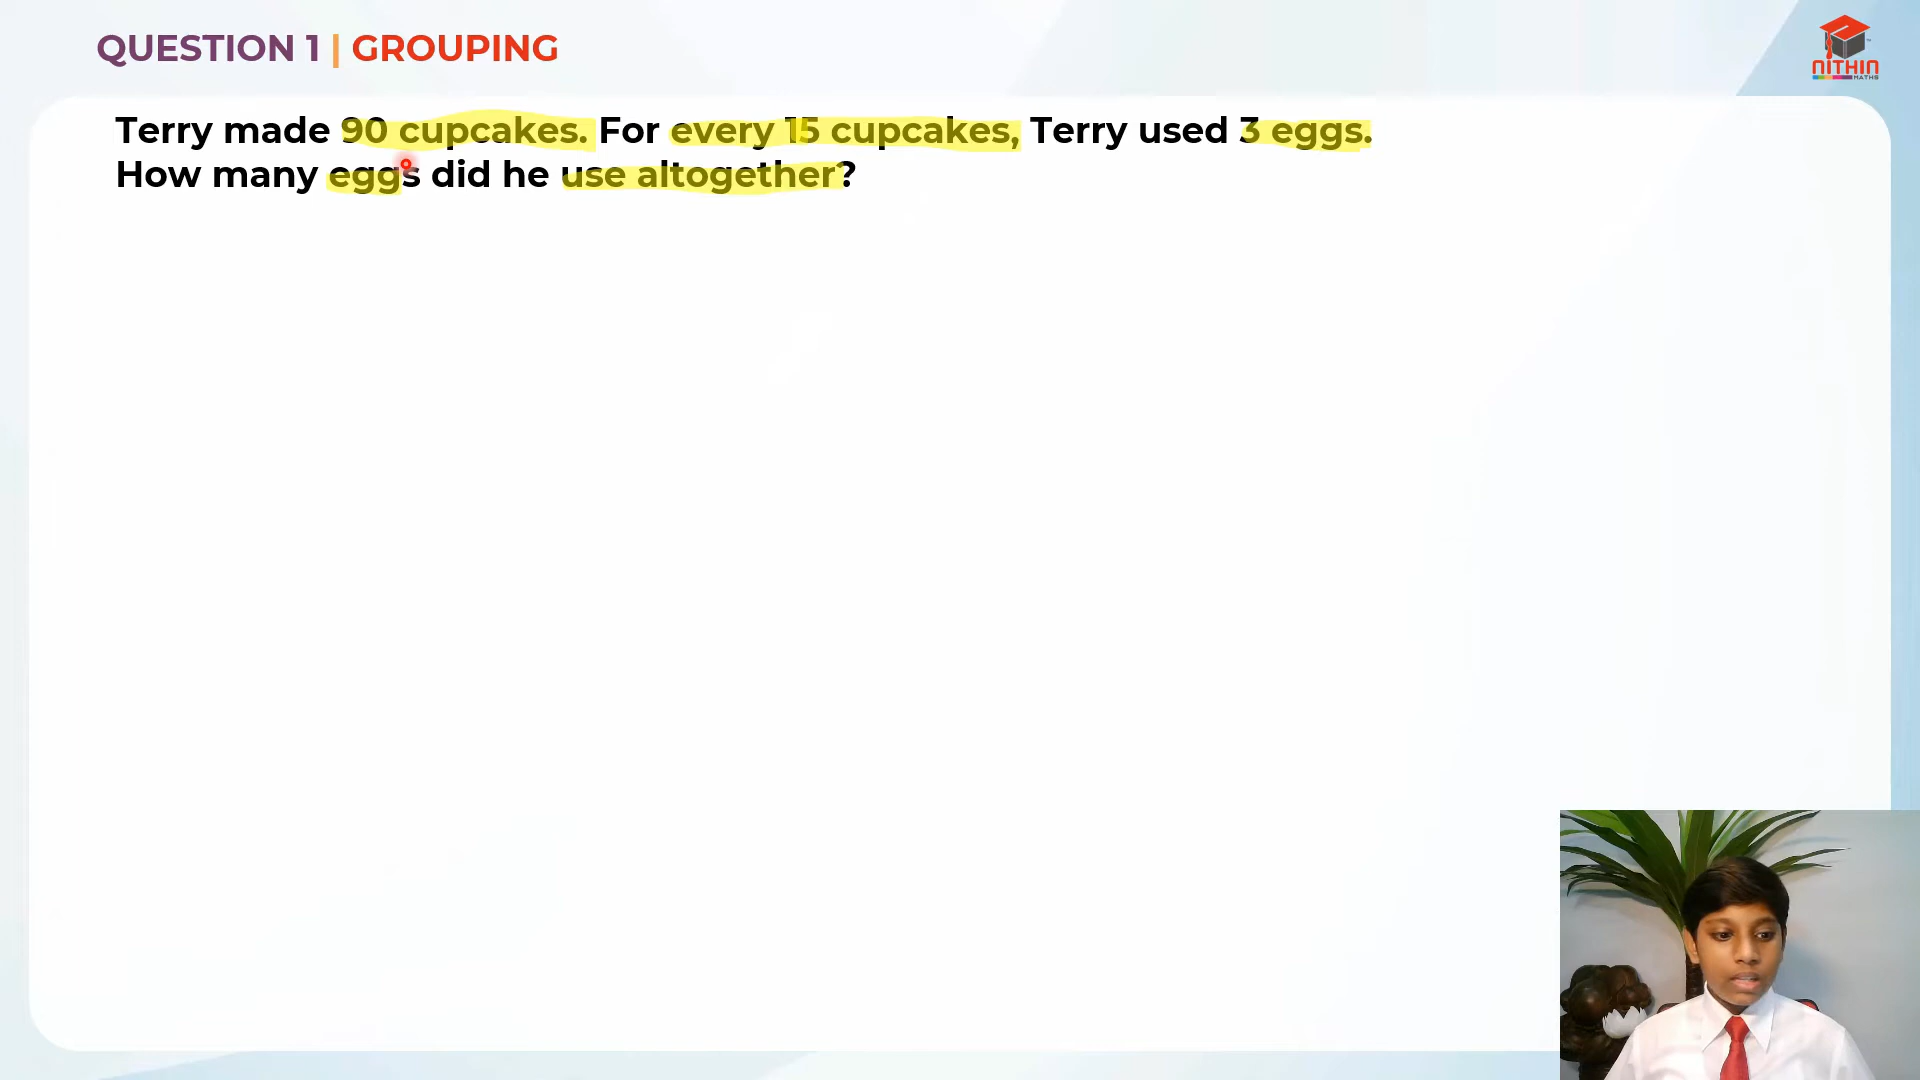 QUESTION 1 | GROUPING
NITHIN
MATHS
Terry made 90 cupcakes. For every 15 cupcakes, Terry used 3 eggs.
How many eggs did he use altogether?